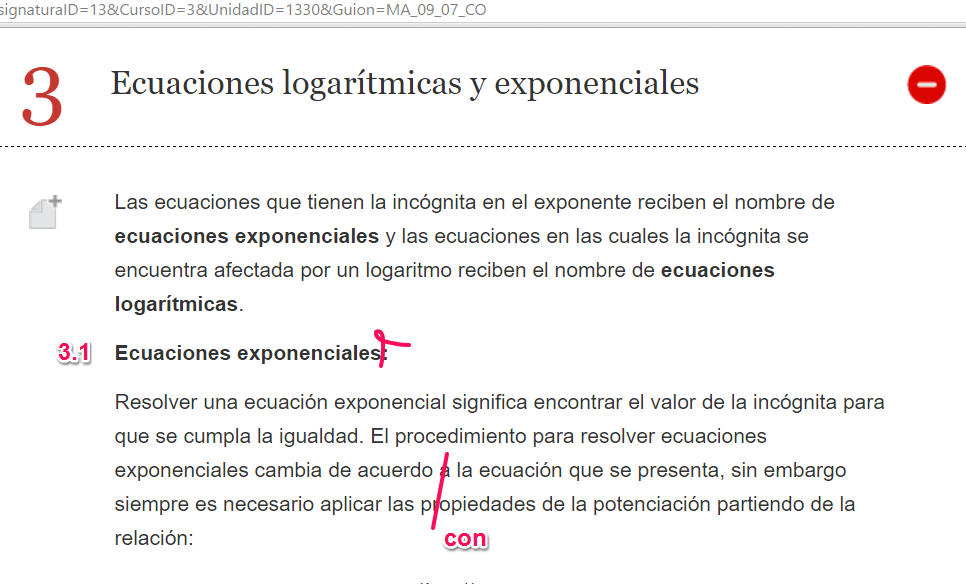 signaturaID=13&CursoID=3&UnidadID=1330&Guion=MA_09_07_CO
3 Ecuaciones logarítmicas y exponenciales
Las ecuaciones que tienen la incógnita en el exponente reciben el nombre de
ecuaciones exponenciales y las ecuaciones en las cuales la incógnita se
encuentra afectada por un logaritmo reciben el nombre de ecuaciones
logarítmicas.
3.1 Ecuaciones exponenciales:
Resolver una ecuación exponencial significa encontrar el valor de la incógnita para
que se cumpla la igualdad. El procedimiento para resolver ecuaciones
exponenciales cambia de acuerdo a la ecuación que se presenta, sin embargo
siempre es necesario aplicar las propiedades de la potenciación partiendo de la
relación:
con